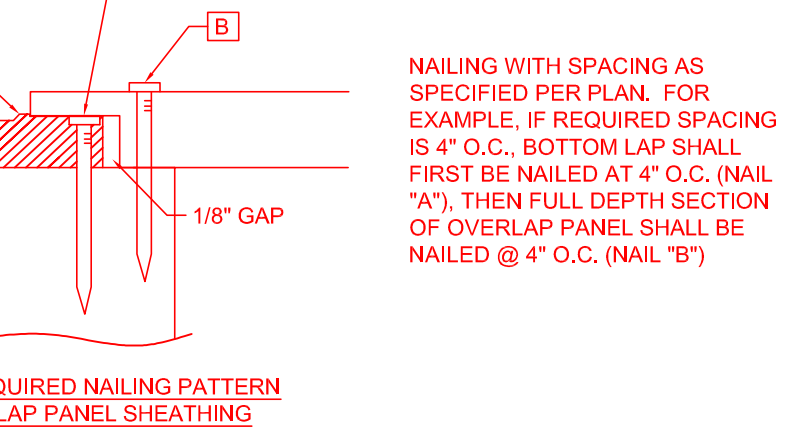 B
NAILING WITH SPACING AS
SPECIFIED PER PLAN. FOR
EXAMPLE, IF REQUIRED SPACING
IS 4" O.C., BOTTOM LAP SHALL
FIRST BE NAILED AT 4" O.C. (NAIL
"A"), THEN FULL DEPTH SECTION
OF OVERLAP PANEL SHALL BE
NAILED @ 4" O.C. (NAIL "B")
1/8" GAP
QUIRED NAILING PATTERN
LAP PANEL SHEATHING